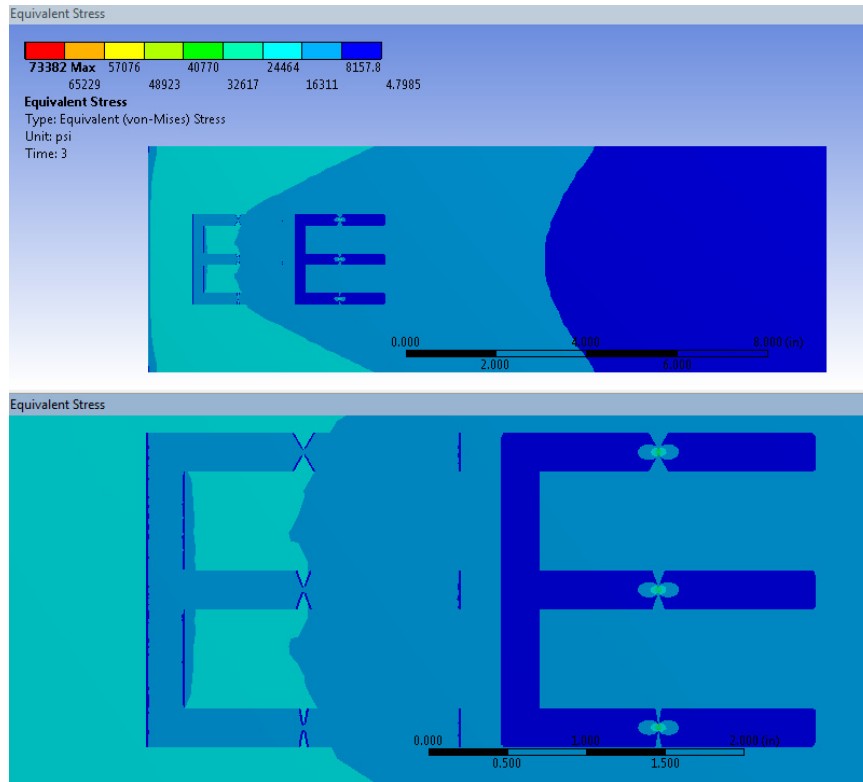 Equivalent Stress
73382 Max 57076 40770 24464 8157.8
65229 48923 32617 16311 4.7985
Equivalent Stress
Type: Equivalent (von-Mises) Stress
Unit: psi
Time: 3
0.000 4.000 8.000 (in)
2.000 6.000
Equivalent Stress
0.000 1.000 2.000 (in)
0.500 1.500